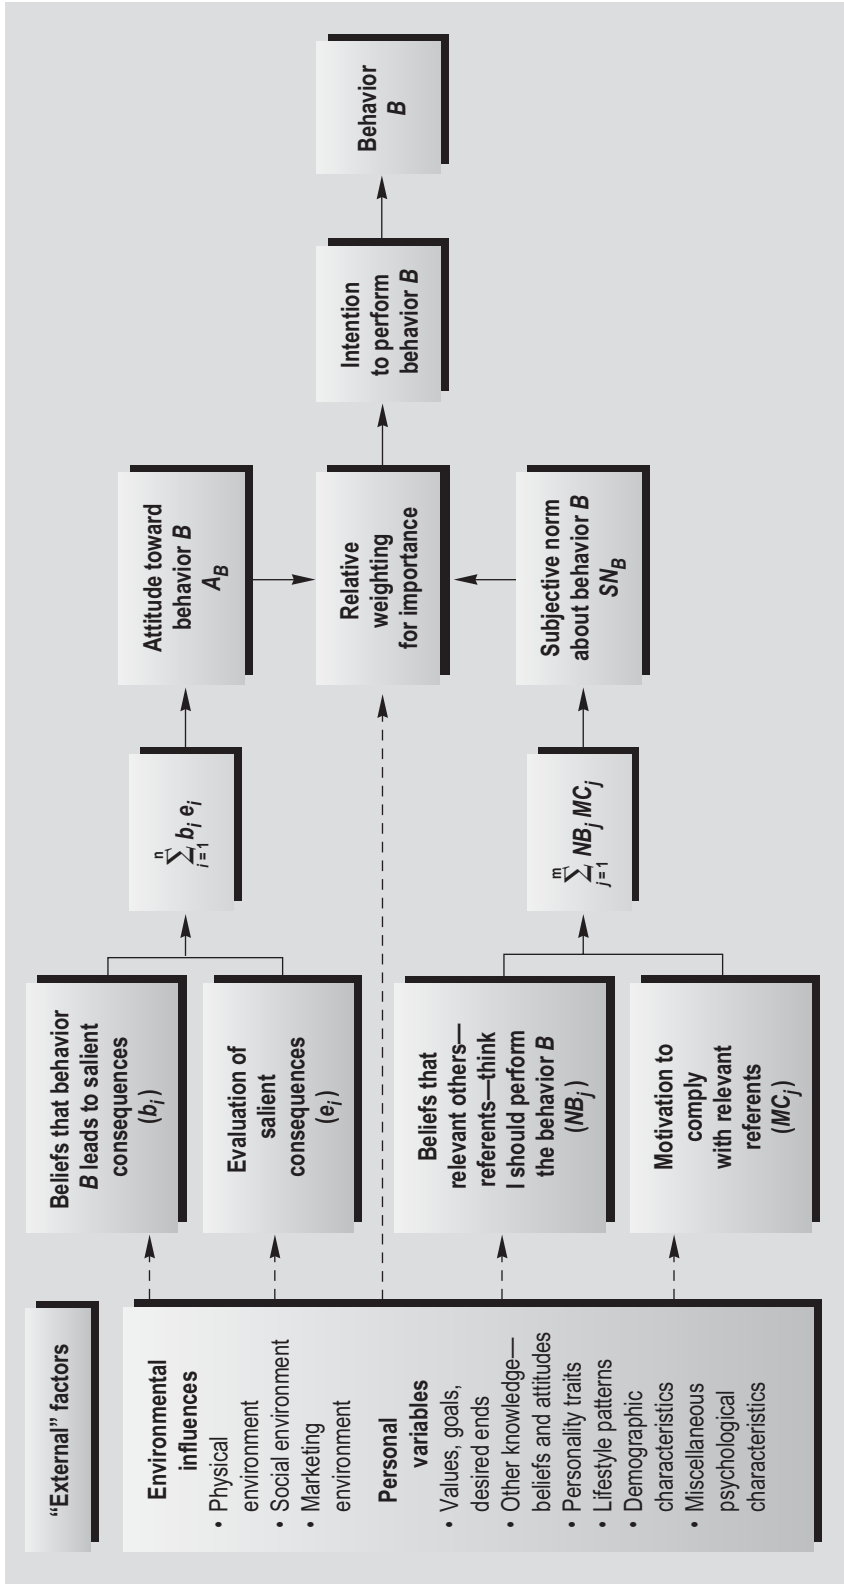 “External” factors
Environmental
influences
• Physical
environment
• Social environment
• Marketing
environment
Personal
variables
• Values, goals,
desired ends
• Other knowledge—
beliefs and attitudes
• Personality traits
• Lifestyle patterns
• Demographic
characteristics
• Miscellaneous
psychological
characteristics
Beliefs that behavior
B leads to salient
consequences
(bᵢ)
Evaluation of
salient
consequences
(eᵢ)
Beliefs that
relevant others—
referents—think
I should perform
the behavior B
(NBⱼ)
Motivation to
comply
with relevant
referents
(MCⱼ)
n
∑ bᵢ eᵢ
i = 1
m
∑ NBⱼ MCⱼ
j = 1
Attitude toward
behavior B
A_B
Relative
weighting
for importance
Subjective norm
about behavior B
SN_B
Intention
to perform
behavior B
Behavior
B